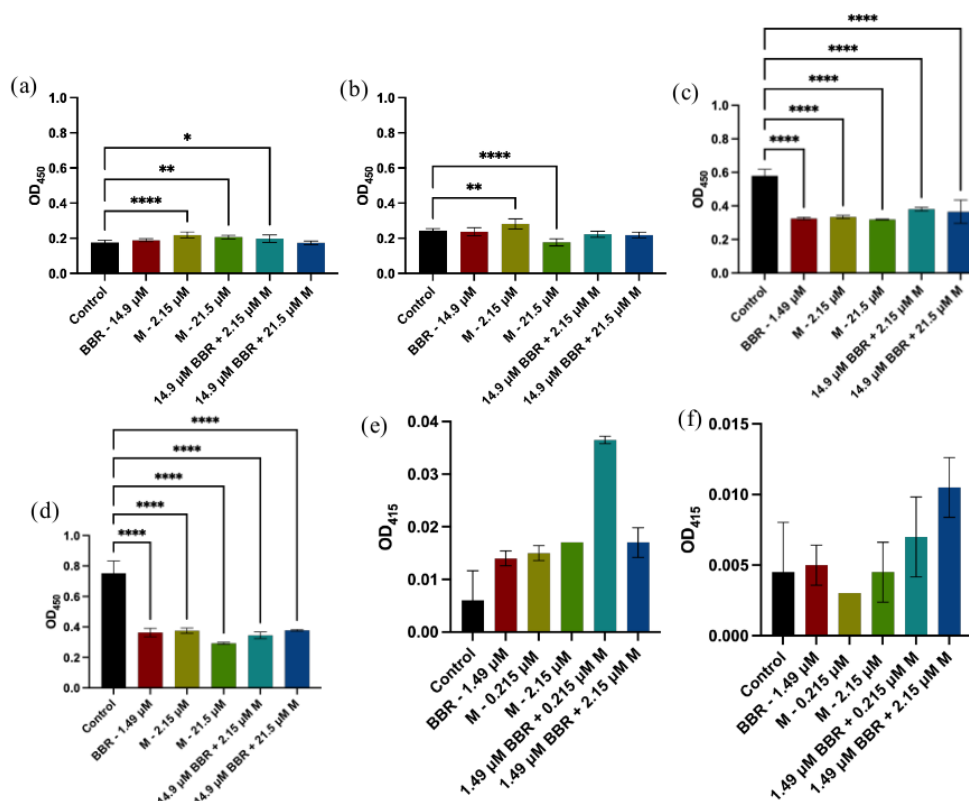 (a)
*
**
****
OD450
1.0
0.8
0.6
0.4
0.2
0.0
Control
BBR - 14.9 µM
M - 2.15 µM
M - 21.5 µM
14.9 µM BBR + 2.15 µM M
14.9 µM BBR + 21.5 µM M
(b)
****
**
OD450
1.0
0.8
0.6
0.4
0.2
0.0
Control
BBR - 14.9 µM
M - 2.15 µM
M - 21.5 µM
14.9 µM BBR + 2.15 µM M
14.9 µM BBR + 21.5 µM M
(c)
****
****
****
****
****
OD450
1.0
0.8
0.6
0.4
0.2
0.0
Control
BBR - 1.49 µM
M - 2.15 µM
M - 21.5 µM
14.9 µM BBR + 2.15 µM M
14.9 µM BBR + 21.5 µM M
(d)
****
****
****
****
****
OD450
1.0
0.8
0.6
0.4
0.2
0.0
Control
BBR - 1.49 µM
M - 2.15 µM
M - 21.5 µM
14.9 µM BBR + 2.15 µM M
14.9 µM BBR + 21.5 µM M
(e)
OD415
0.04
0.03
0.02
0.01
0.00
Control
BBR - 1.49 µM
M - 0.215 µM
M - 2.15 µM
1.49 µM BBR + 0.215 µM M
1.49 µM BBR + 2.15 µM M
(f)
OD415
0.015
0.010
0.005
0.000
Control
BBR - 1.49 µM
M - 0.215 µM
M - 2.15 µM
1.49 µM BBR + 0.215 µM M
1.49 µM BBR + 2.15 µM M